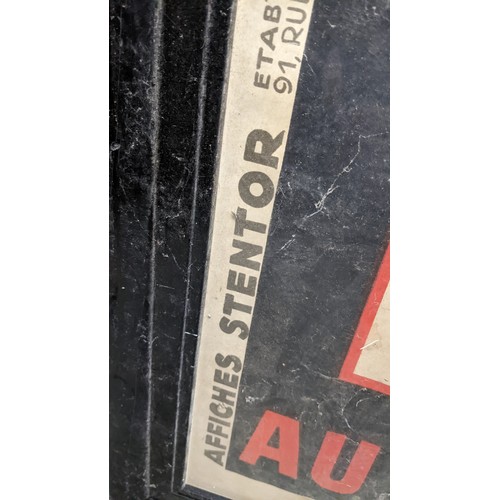 AFFICHES STENTOR ETAB
91, RU
AU